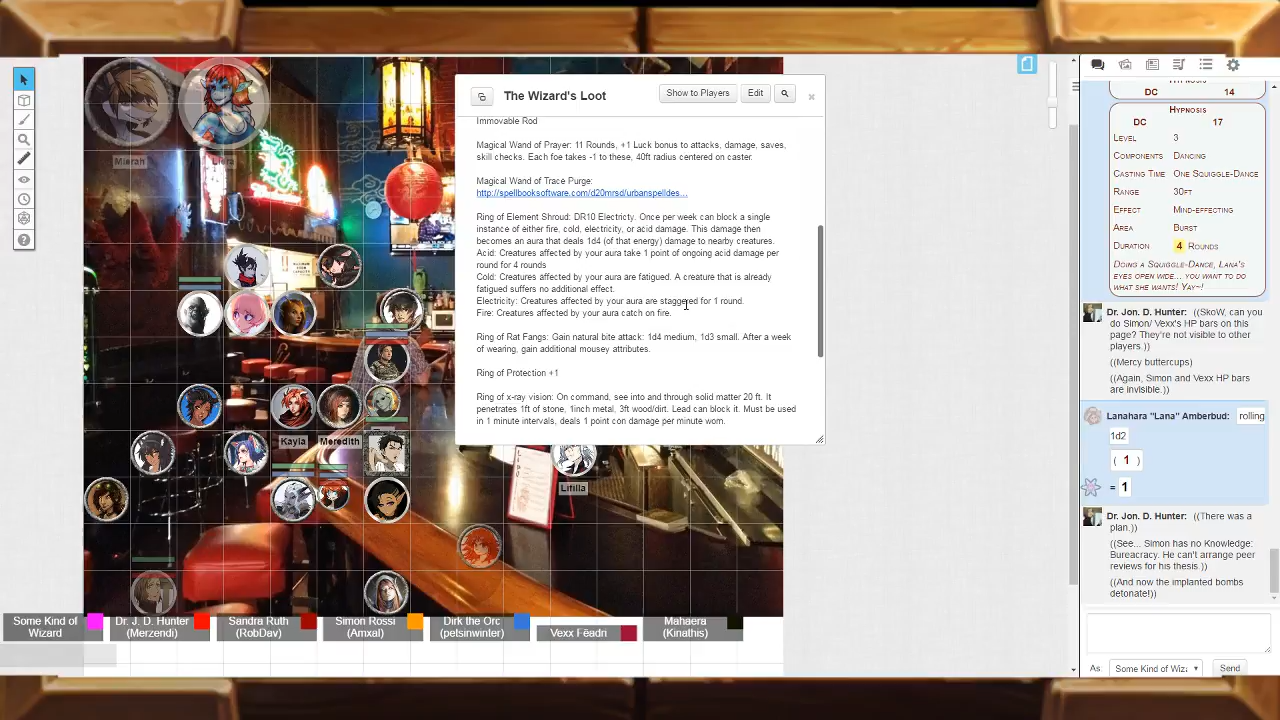 Misrah
Liora
Kayla
Meredith
Litilla
The Wizard's Loot
Show to Players
Edit
×
Immovable Rod
Magical Wand of Prayer: 11 Rounds, +1 Luck bonus to attacks, damage, saves,
skill checks. Each foe takes -1 to these, 40ft radius centered on caster.
Magical Wand of Trace Purge:
http://spellbooksoftware.com/d20mrsd/urbanspelldes...
Ring of Element Shroud: DR10 Electricty. Once per week can block a single
instance of either fire, cold, electricity, or acid damage. This damage then
becomes an aura that deals 1d4 (of that energy) damage to nearby creatures.
Acid: Creatures affected by your aura take 1 point of ongoing acid damage per
round for 4 rounds
Cold: Creatures affected by your aura are fatigued. A creature that is already
fatigued suffers no additional effect.
Electricity: Creatures affected by your aura are staggered for 1 round.
Fire: Creatures affected by your aura catch on fire.
Ring of Rat Fangs: Gain natural bite attack: 1d4 medium, 1d3 small. After a week
of wearing, gain additional mousey attributes.
Ring of Protection +1
Ring of x-ray vision: On command, see into and through solid matter 20 ft. It
penetrates 1ft of stone, 1inch metal, 3ft wood/dirt. Lead can block it. Must be used
in 1 minute intervals, deals 1 point con damage per minute worn.
Some Kind of
Wizard
Dr. J. D. Hunter
(Merzendi)
Sandra Ruth
(RobDav)
Simon Rossi
(Amxal)
Dirk the Orc
(petsinwinter)
Vexx Fëadri
Mahaera
(Kinathis)
DC 14
Hypnosis
DC 17
Level 3
Components Dancing
Casting Time One Squiggle-Dance
Range 30ft
Effect Mind-effecting
Area Burst
Duration 4 Rounds
Doing a squiggle-dance, Lana's
eyes open wide... you want to do
what she wants! Yay~!
Dr. Jon. D. Hunter: ((SkoW, can you
do Simon/ Vexx's HP bars on this
page? They're not visible to other
players.))
((Mercy buttercups)
((Again, Simon and Vexx HP bars
are invisible.))
Lanahara "Lana" Amberbud: rolling
1d2
( 1 )
= 1
Dr. Jon. D. Hunter: ((There was a
plan.))
((See... Simon has no Knowledge:
Bureacracy. He can't arrange peer
reviews for his thesis.))
((And now the implanted bombs
detonate!))
As Some Kind of Wiza
Send